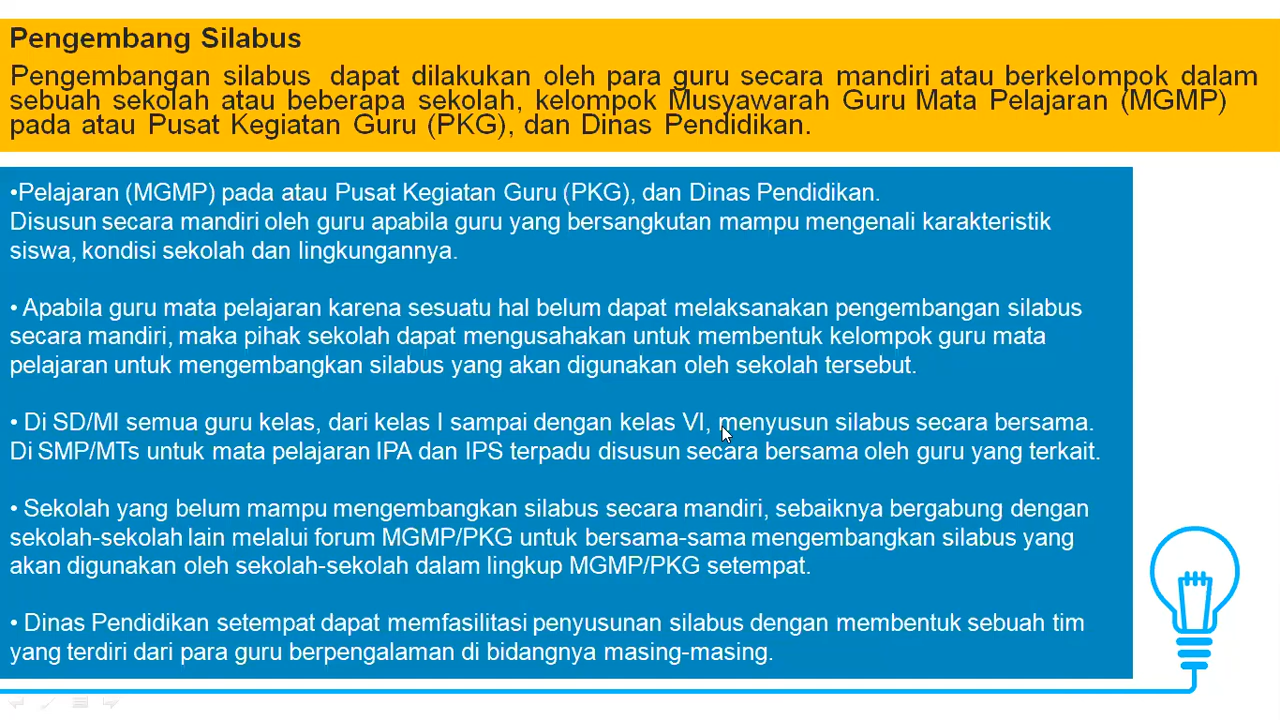 Pengembang Silabus
Pengembangan silabus dapat dilakukan oleh para guru secara mandiri atau berkelompok dalam
sebuah sekolah atau beberapa sekolah, kelompok Musyawarah Guru Mata Pelajaran (MGMP)
pada atau Pusat Kegiatan Guru (PKG), dan Dinas Pendidikan.
•Pelajaran (MGMP) pada atau Pusat Kegiatan Guru (PKG), dan Dinas Pendidikan.
Disusun secara mandiri oleh guru apabila guru yang bersangkutan mampu mengenali karakteristik
siswa, kondisi sekolah dan lingkungannya.
• Apabila guru mata pelajaran karena sesuatu hal belum dapat melaksanakan pengembangan silabus
secara mandiri, maka pihak sekolah dapat mengusahakan untuk membentuk kelompok guru mata
pelajaran untuk mengembangkan silabus yang akan digunakan oleh sekolah tersebut.
• Di SD/MI semua guru kelas, dari kelas I sampai dengan kelas VI, menyusun silabus secara bersama.
Di SMP/MTs untuk mata pelajaran IPA dan IPS terpadu disusun secara bersama oleh guru yang terkait.
• Sekolah yang belum mampu mengembangkan silabus secara mandiri, sebaiknya bergabung dengan
sekolah-sekolah lain melalui forum MGMP/PKG untuk bersama-sama mengembangkan silabus yang
akan digunakan oleh sekolah-sekolah dalam lingkup MGMP/PKG setempat.
• Dinas Pendidikan setempat dapat memfasilitasi penyusunan silabus dengan membentuk sebuah tim
yang terdiri dari para guru berpengalaman di bidangnya masing-masing.